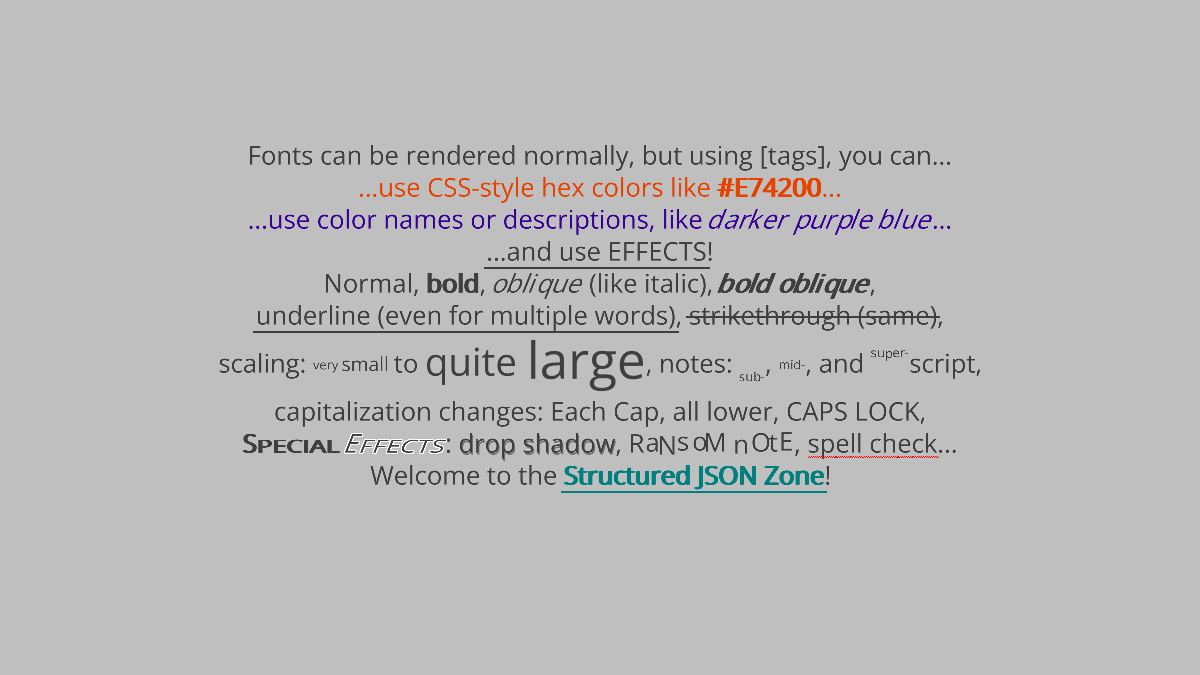 Fonts can be rendered normally, but using [tags], you can...
...use CSS-style hex colors like #E74200...
...use color names or descriptions, like darker purple blue...
...and use EFFECTS!
Normal, bold, oblique (like italic), bold oblique,
underline (even for multiple words), strikethrough (same),
scaling: very small to quite large, notes: sub-, mid-, and super-script,
capitalization changes: Each Cap, all lower, CAPS LOCK,
SPECIAL EFFECTS: drop shadow, RaNsoM nOtE, spell check...
Welcome to the Structured JSON Zone!